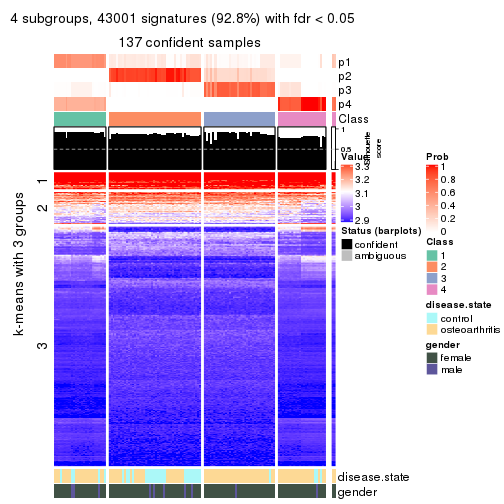 4 subgroups, 43001 signatures (92.8%) with fdr < 0.05
137 confident samples
p1
p2
p3
p4
Class
1
0.5
Silhouette
score
k-means with 3 groups
1
2
3
disease.state
gender
Value
3.3
3.2
3.1
3
2.9
Status (barplots)
confident
ambiguous
Prob
1
0.8
0.6
0.4
0.2
0
Class
1
2
3
4
disease.state
control
osteoarthritis
gender
female
male